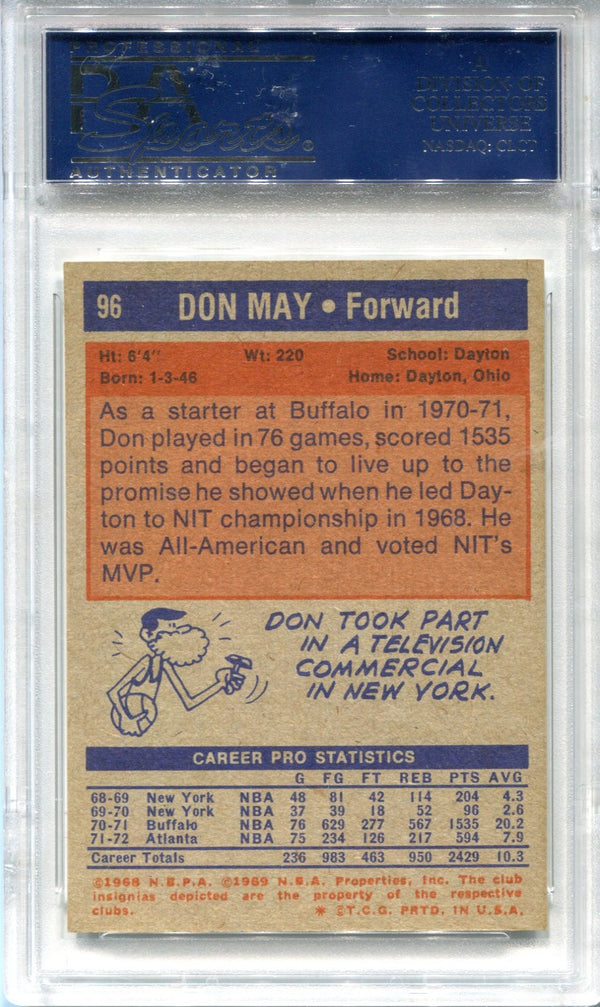 PROFESSIONAL
PSA
Sports®
AUTHENTICATOR
A
DIVISION OF
COLLECTORS
UNIVERSE
NASDAQ: CLCT
96 DON MAY • Forward
Ht: 6'4" Wt: 220 School: Dayton
Born: 1-3-46 Home: Dayton, Ohio
As a starter at Buffalo in 1970-71,
Don played in 76 games, scored 1535
points and began to live up to the
promise he showed when he led Day-
ton to NIT championship in 1968. He
was All-American and voted NIT's
MVP.
DON TOOK PART
IN A TELEVISION
COMMERCIAL
IN NEW YORK.
CAREER PRO STATISTICS
G FG FT REB PTS AVG
68-69 New York NBA 48 81 42 114 204 4.3
69-70 New York NBA 37 39 18 52 96 2.6
70-71 Buffalo NBA 76 629 277 567 1535 20.2
71-72 Atlanta NBA 75 234 126 217 594 7.9
Career Totals 236 983 463 950 2429 10.3
©1968 N.B.P.A. ©1969 N.B.A. Properties, Inc. The club
insignias depicted are the property of the respective
clubs. * ©T.C.G. PRTD. IN U.S.A.